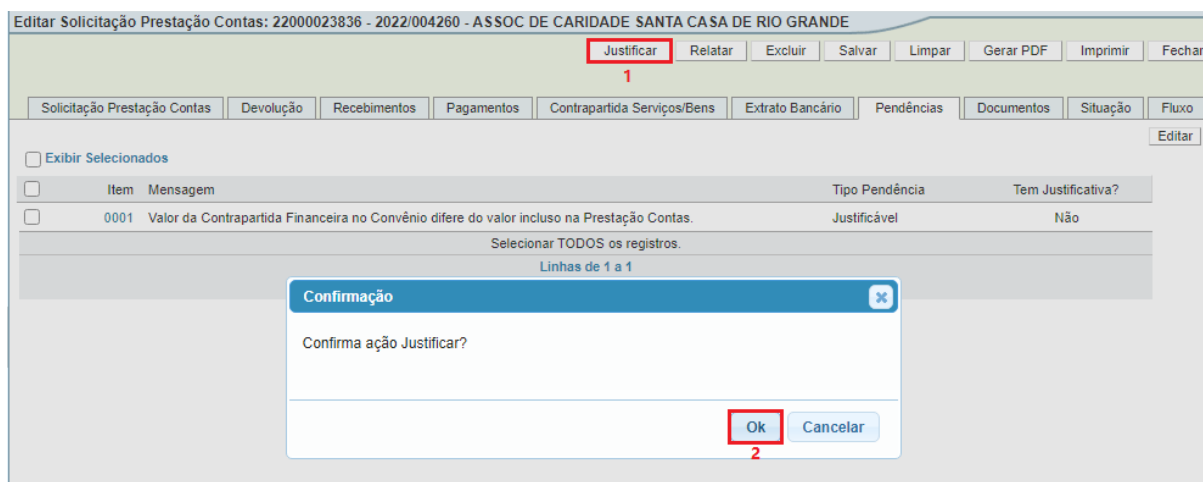 Editar Solicitação Prestação Contas: 22000023836 - 2022/004260 - ASSOC DE CARIDADE SANTA CASA DE RIO GRANDE
Justificar Relatar Excluir Salvar Limpar Gerar PDF Imprimir Fechar
1
Solicitação Prestação Contas Devolução Recebimentos Pagamentos Contrapartida Serviços/Bens Extrato Bancário Pendências Documentos Situação Fluxo
Editar
Exibir Selecionados
Item Mensagem Tipo Pendência Tem Justificativa?
0001 Valor da Contrapartida Financeira no Convênio difere do valor incluso na Prestação Contas. Justificável Não
Selecionar TODOS os registros.
Linhas de 1 a 1
Confirmação
Confirma ação Justificar?
Ok Cancelar
2